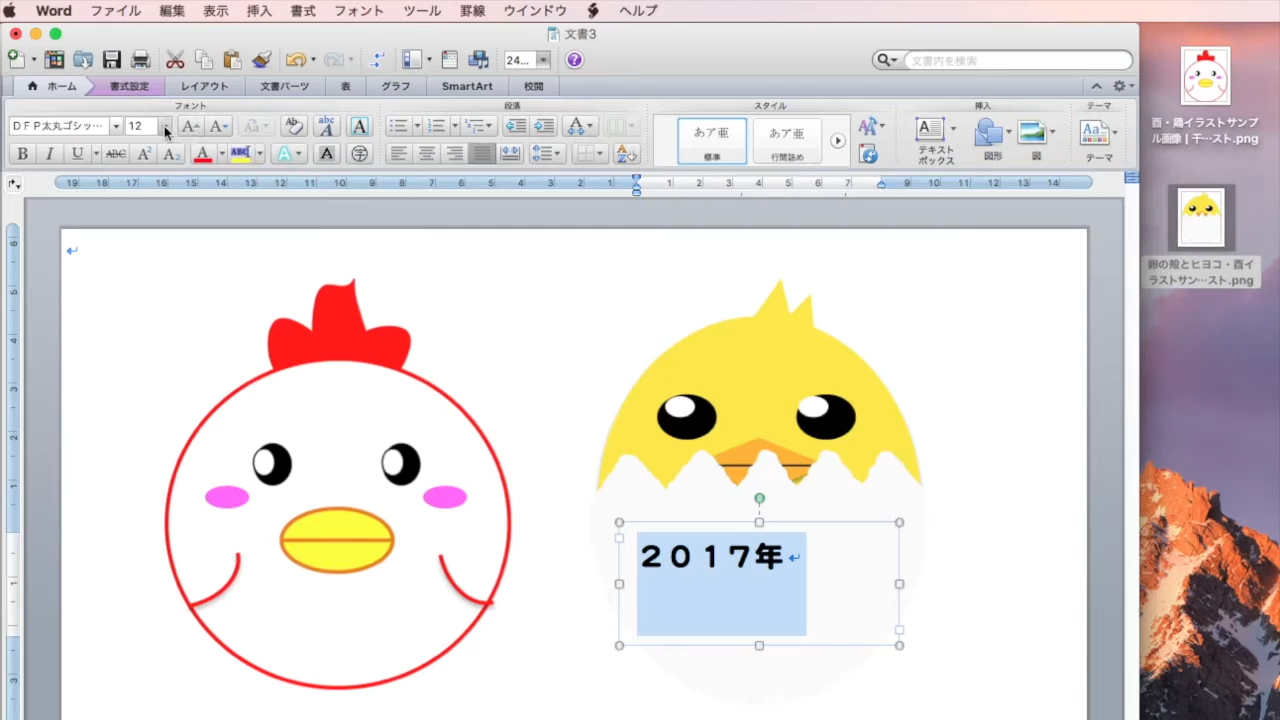 Word ファイル 編集 表示 挿入 書式 フォント ツール 罫線 ウインドウ ヘルプ
文書3
24...
文書内を検索
ホーム 書式設定 レイアウト 文書パーツ 表 グラフ SmartArt 校閲
フォント 段落 スタイル 挿入 テーマ
ＤＦＰ太丸ゴシッ… 12
あア亜
標準
あア亜
行間詰め
テキスト
ボックス
図形
図
テーマ
19 18 17 16 15 14 13 12 11 10 9 8 7 6 5 4 3 2 1 1 2 3 4 5 6 7 9 10 11 12 13 14
２０１７年
酉・鶏イラストサンプ
ル画像 | 干…スト.png
卵の殻とヒヨコ・酉イ
ラストサン…スト.png